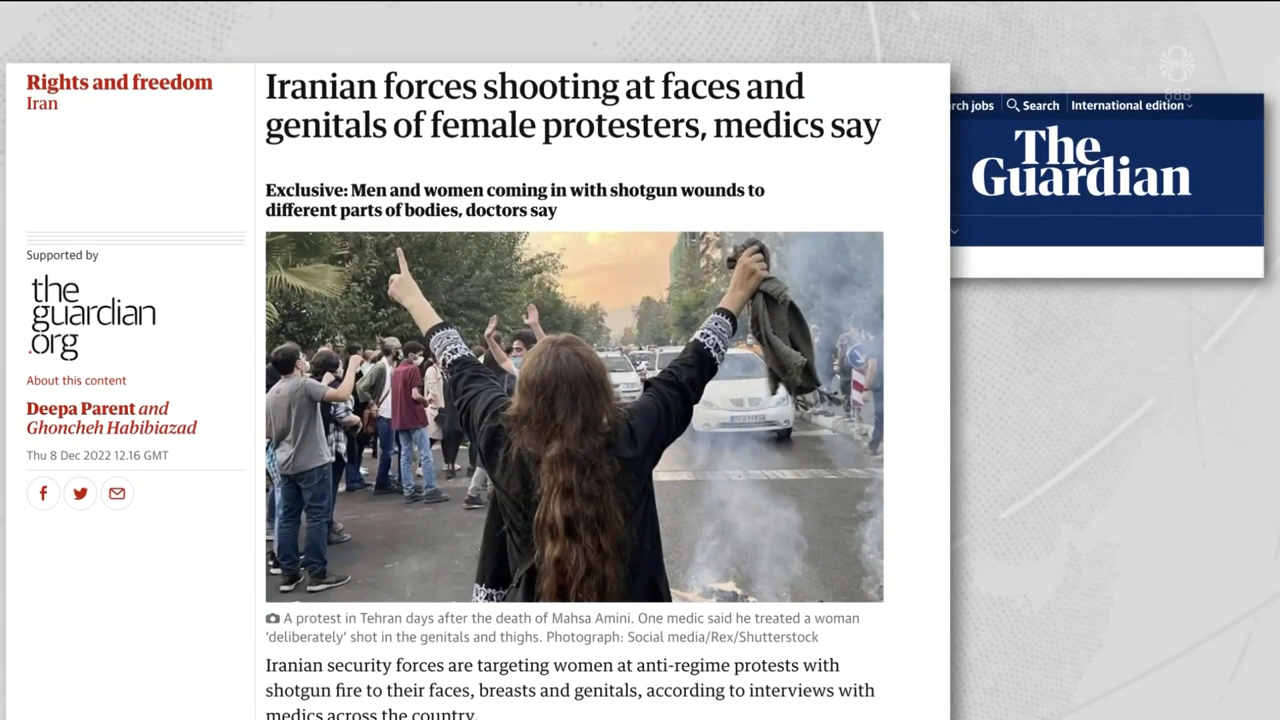 Rights and freedom
Iran
Iranian forces shooting at faces and
genitals of female protesters, medics say
Exclusive: Men and women coming in with shotgun wounds to
different parts of bodies, doctors say
Supported by
the
guardian
.org
About this content
Deepa Parent and
Ghoncheh Habibiazad
Thu 8 Dec 2022 12.16 GMT
A protest in Tehran days after the death of Mahsa Amini. One medic said he treated a woman
'deliberately' shot in the genitals and thighs. Photograph: Social media/Rex/Shutterstock
Iranian security forces are targeting women at anti-regime protests with
shotgun fire to their faces, breasts and genitals, according to interviews with
medics across the country.
rch jobs
Search
International edition
The
Guardian
888